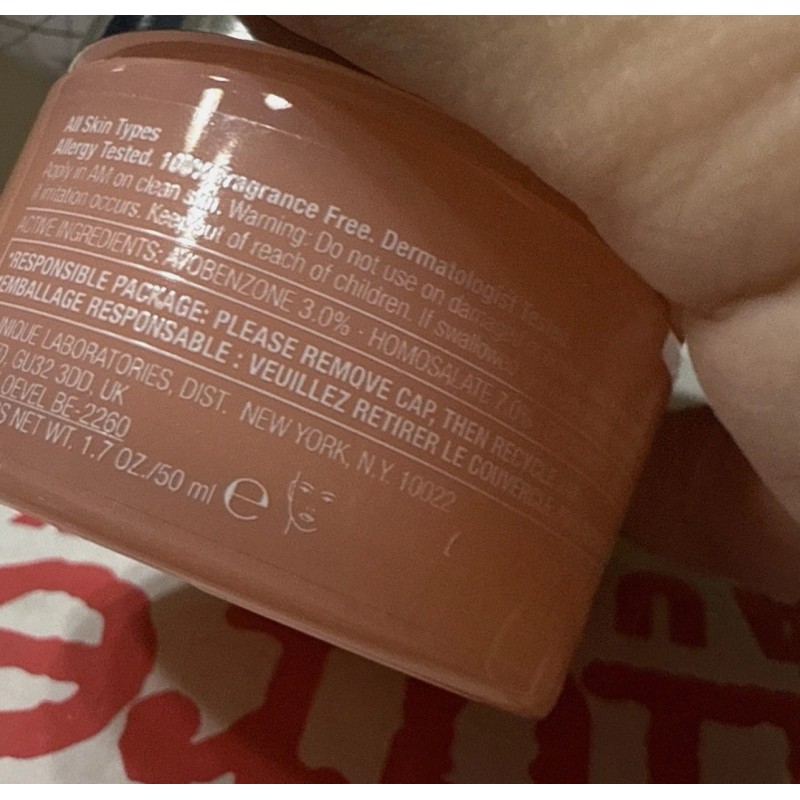 All Skin Types
Allergy Tested. 100% Fragrance Free. Dermatologist Tested.
Apply in AM on clean skin. Warning: Do not use on damaged
if irritation occurs. Keep out of reach of children. If swallowed,
ACTIVE INGREDIENTS: AVOBENZONE 3.0% · HOMOSALATE 7.0%
*RESPONSIBLE PACKAGE: PLEASE REMOVE CAP, THEN RECYCLE
EMBALLAGE RESPONSABLE : VEUILLEZ RETIRER LE COUVERCLE,
NIQUE LABORATORIES, DIST. NEW YORK, N.Y. 10022
GU32 3DD, UK
OEVEL BE-2260
NET WT. 1.7 OZ./50 ml e